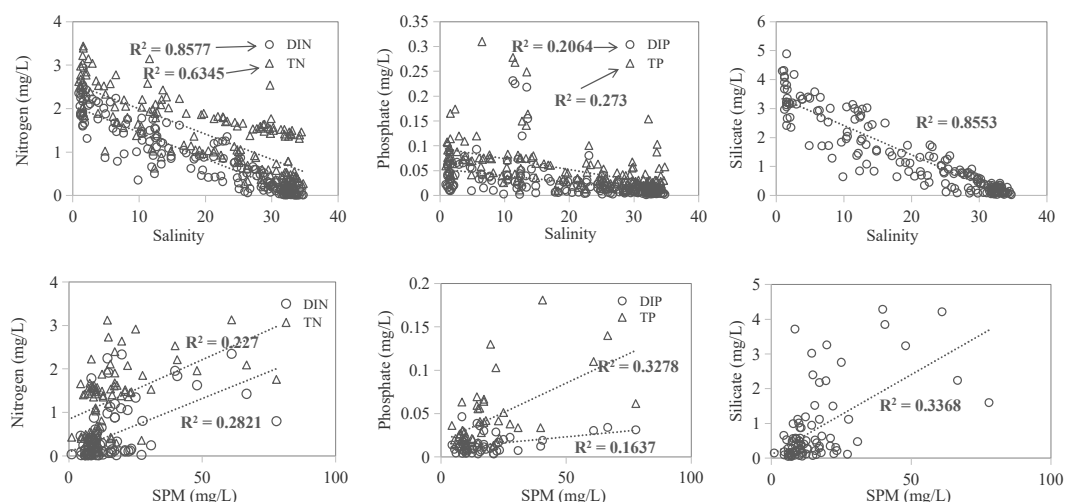 4
3
2
1
0
Nitrogen (mg/L)
R² = 0.8577
R² = 0.6345
DIN
TN
0 10 20 30 40
Salinity
0.35
0.3
0.25
0.2
0.15
0.1
0.05
0
Phosphate (mg/L)
R² = 0.2064
DIP
TP
R² = 0.273
0 10 20 30 40
Salinity
6
5
4
3
2
1
0
Silicate (mg/L)
R² = 0.8553
0 10 20 30 40
Salinity
4
3
2
1
0
Nitrogen (mg/L)
DIN
TN
R² = 0.227
R² = 0.2821
0 50 100
SPM (mg/L)
0.2
0.15
0.1
0.05
0
Phosphate (mg/L)
DIP
TP
R² = 0.3278
R² = 0.1637
0 20 40 60 80 100
SPM (mg/L)
5
4
3
2
1
0
Silicate (mg/L)
R² = 0.3368
0 50 100
SPM (mg/L)